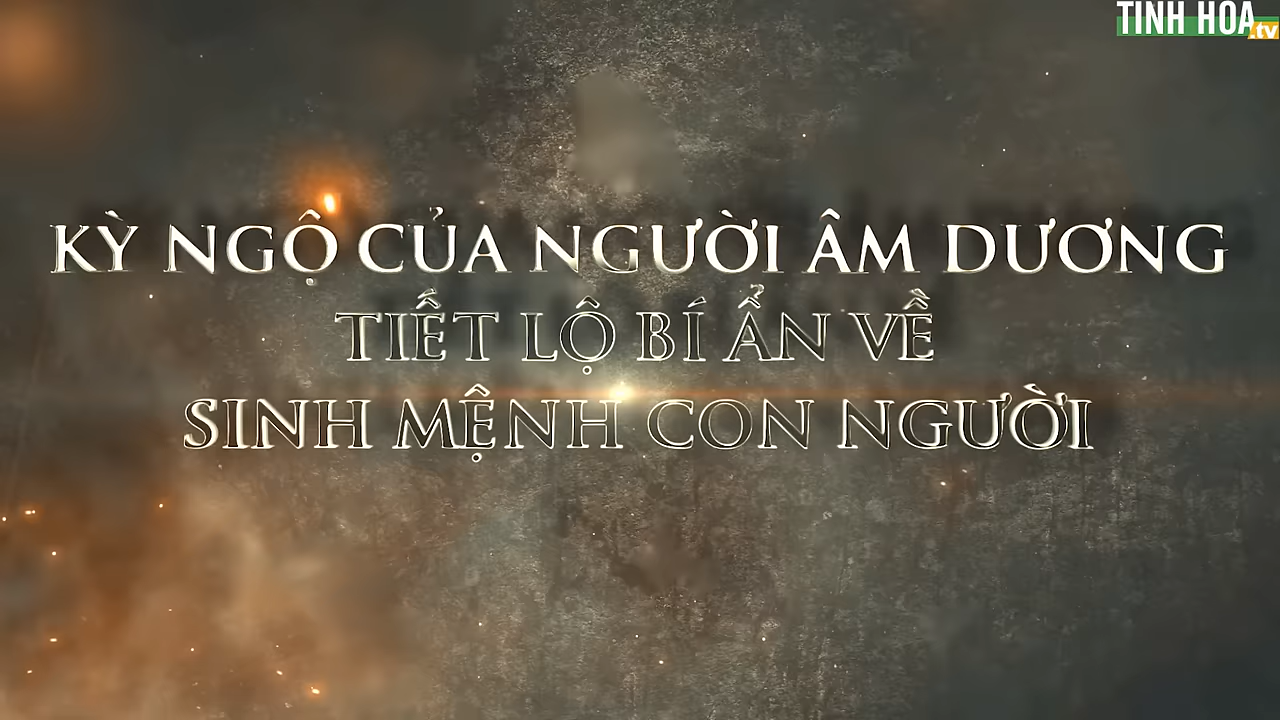 TINH HOA.tv
KỲ NGỘ CỦA NGƯỜI ÂM DƯƠNG
TIẾT LỘ BÍ ẨN VỀ
SINH MỆNH CON NGƯỜI